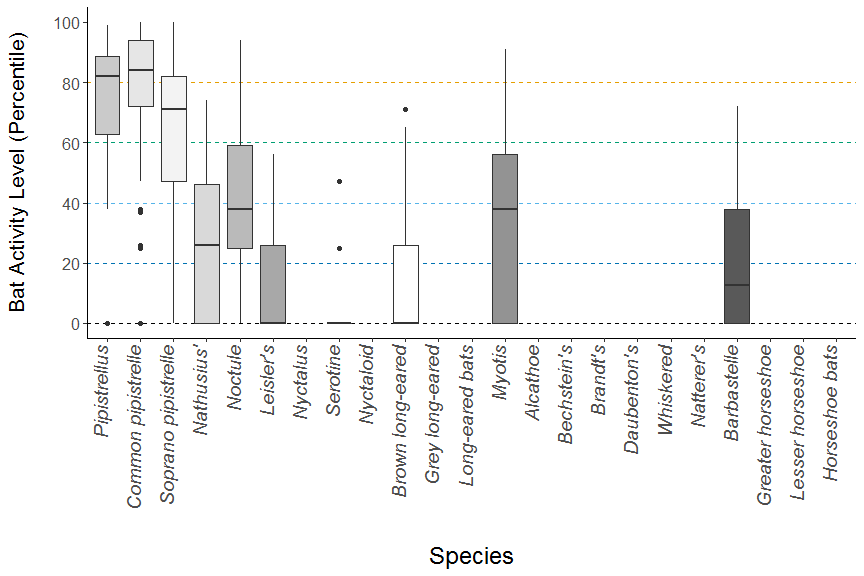 Bat Activity Level (Percentile)
100
80
60
40
20
0
Pipistrellus
Common pipistrelle
Soprano pipistrelle
Nathusius'
Noctule
Leisler's
Nyctalus
Serotine
Nyctaloid
Brown long-eared
Grey long-eared
Long-eared bats
Myotis
Alcathoe
Bechstein's
Brandt's
Daubenton's
Whiskered
Natterer's
Barbastelle
Greater horseshoe
Lesser horseshoe
Horseshoe bats
Species